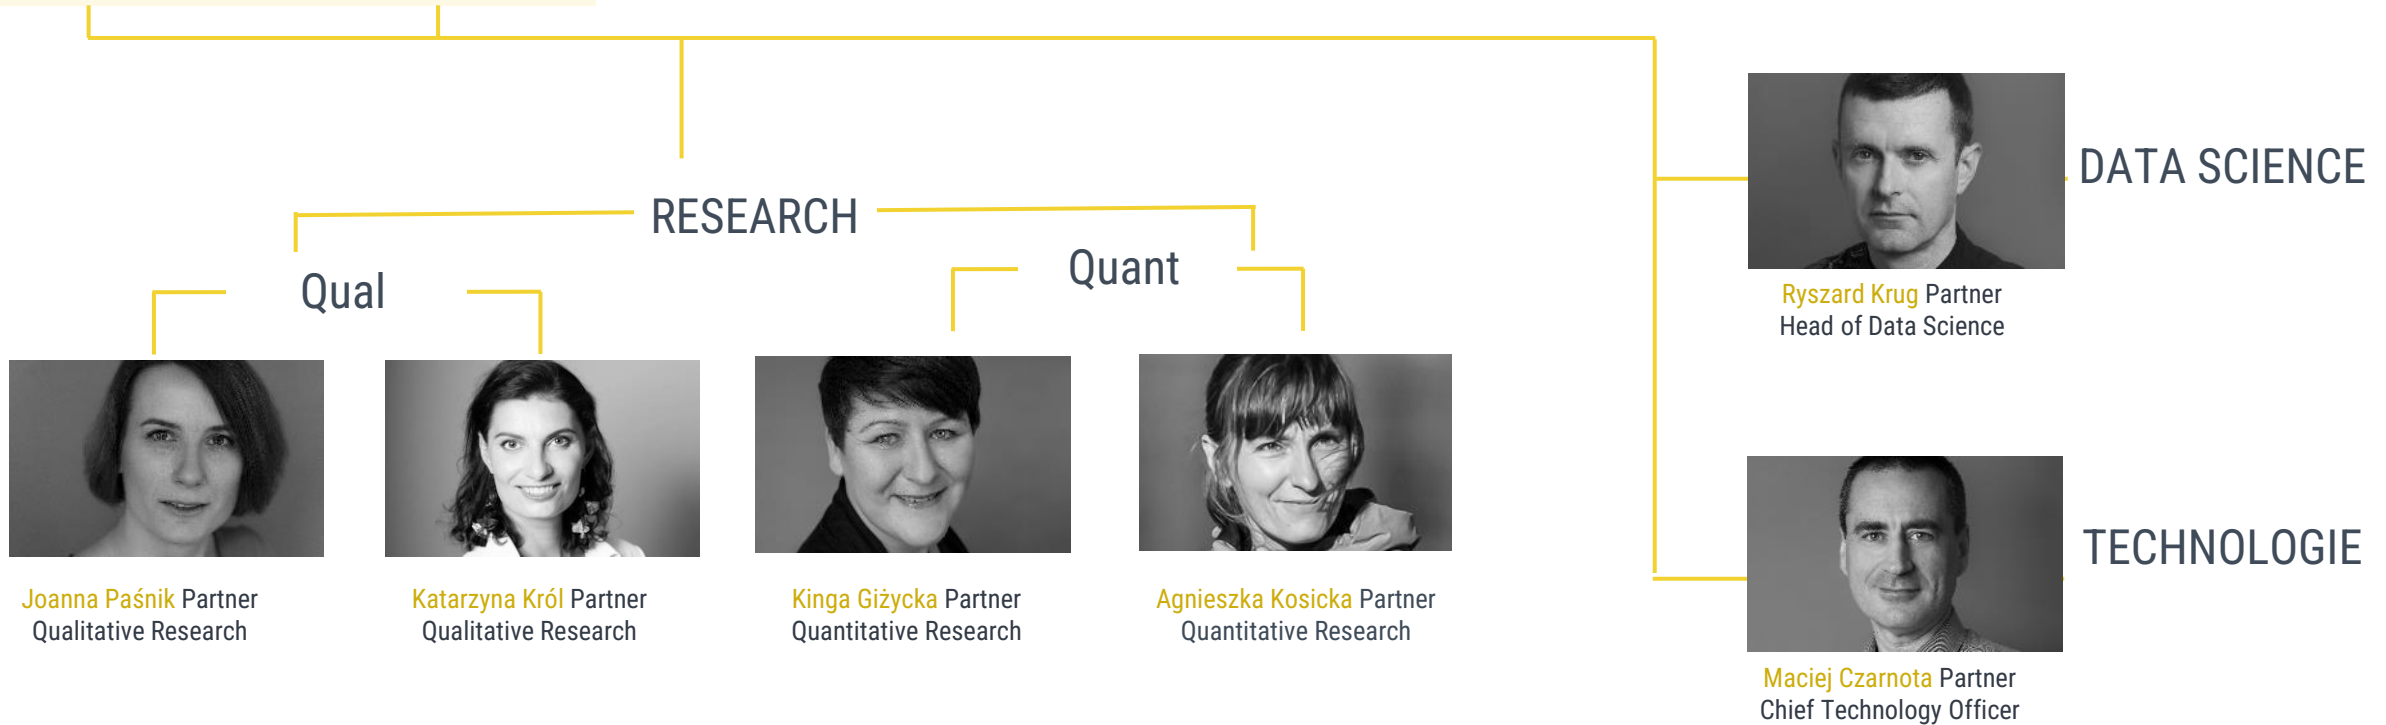 DATA SCIENCE
Ryszard Krug Partner
Head of Data Science
RESEARCH
Qual
Quant
Joanna Paśnik Partner
Qualitative Research
Katarzyna Król Partner
Qualitative Research
Kinga Giżycka Partner
Quantitative Research
Agnieszka Kosicka Partner
Quantitative Research
TECHNOLOGIE
Maciej Czarnota Partner
Chief Technology Officer